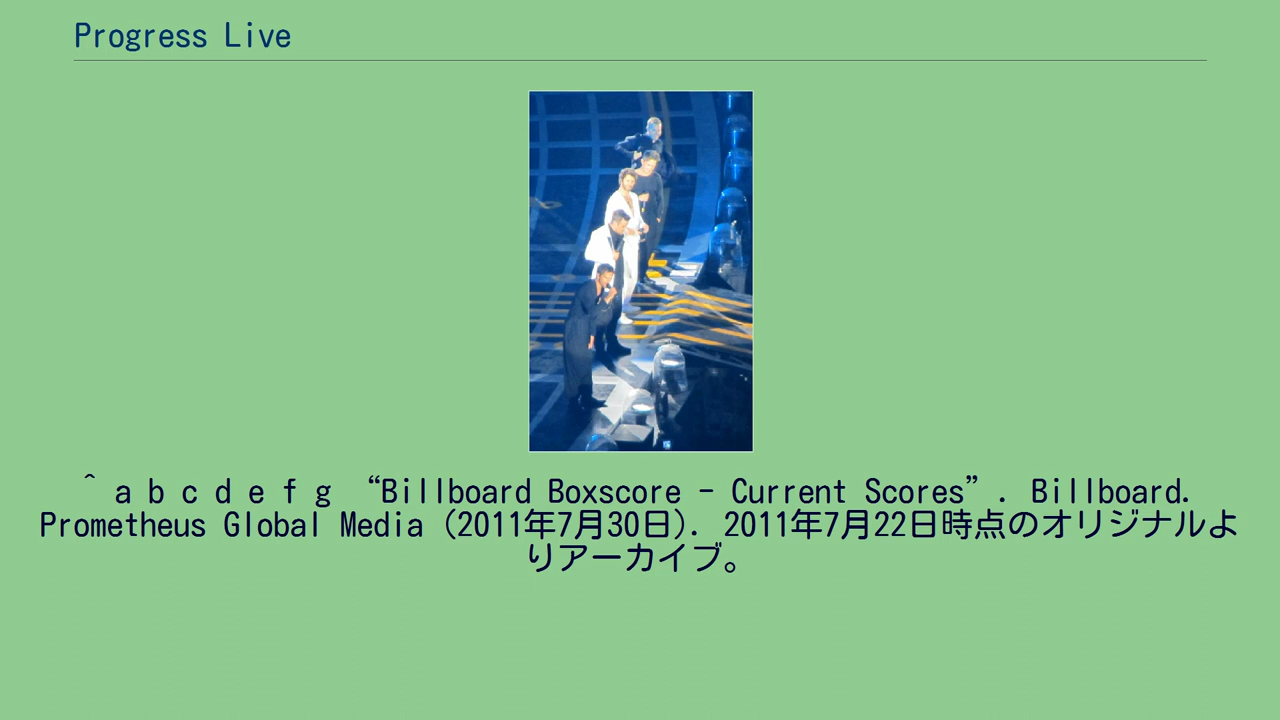 Progress Live
^ a b c d e f g “Billboard Boxscore - Current Scores”. Billboard.
Prometheus Global Media (2011年7月30日). 2011年7月22日時点のオリジナルよ
りアーカイブ。